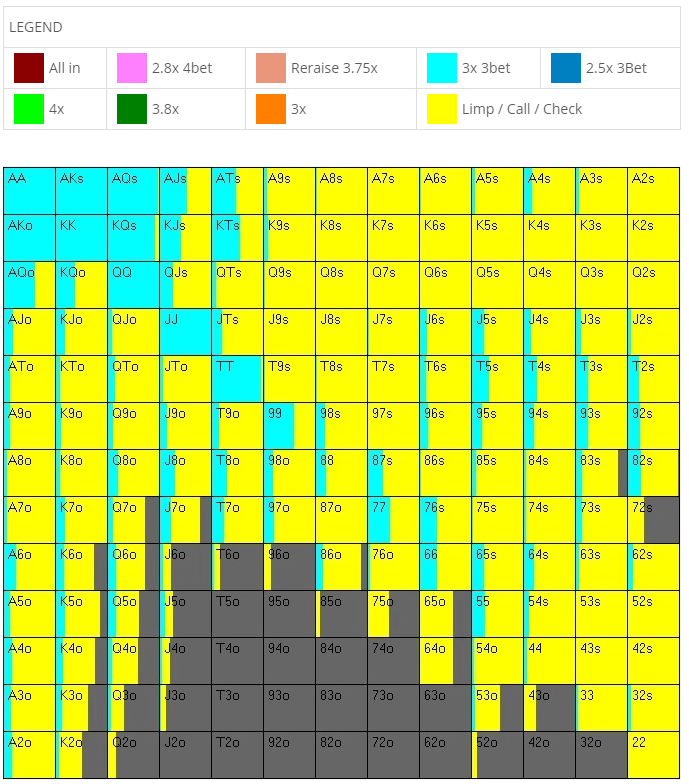 LEGEND
All in 2.8x 4bet Reraise 3.75x 3x 3bet 2.5x 3Bet
4x 3.8x 3x Limp / Call / Check
AA AKs AQs AJs ATs A9s A8s A7s A6s A5s A4s A3s A2s
AKo KK KQs KJs KTs K9s K8s K7s K6s K5s K4s K3s K2s
AQo KQo QQ QJs QTs Q9s Q8s Q7s Q6s Q5s Q4s Q3s Q2s
AJo KJo QJo JJ JTs J9s J8s J7s J6s J5s J4s J3s J2s
ATo KTo QTo JTo TT T9s T8s T7s T6s T5s T4s T3s T2s
A9o K9o Q9o J9o T9o 99 98s 97s 96s 95s 94s 93s 92s
A8o K8o Q8o J8o T8o 98o 88 87s 86s 85s 84s 83s 82s
A7o K7o Q7o J7o T7o 97o 87o 77 76s 75s 74s 73s 72s
A6o K6o Q6o J6o T6o 96o 86o 76o 66 65s 64s 63s 62s
A5o K5o Q5o J5o T5o 95o 85o 75o 65o 55 54s 53s 52s
A4o K4o Q4o J4o T4o 94o 84o 74o 64o 54o 44 43s 42s
A3o K3o Q3o J3o T3o 93o 83o 73o 63o 53o 43o 33 32s
A2o K2o Q2o J2o T2o 92o 82o 72o 62o 52o 42o 32o 22